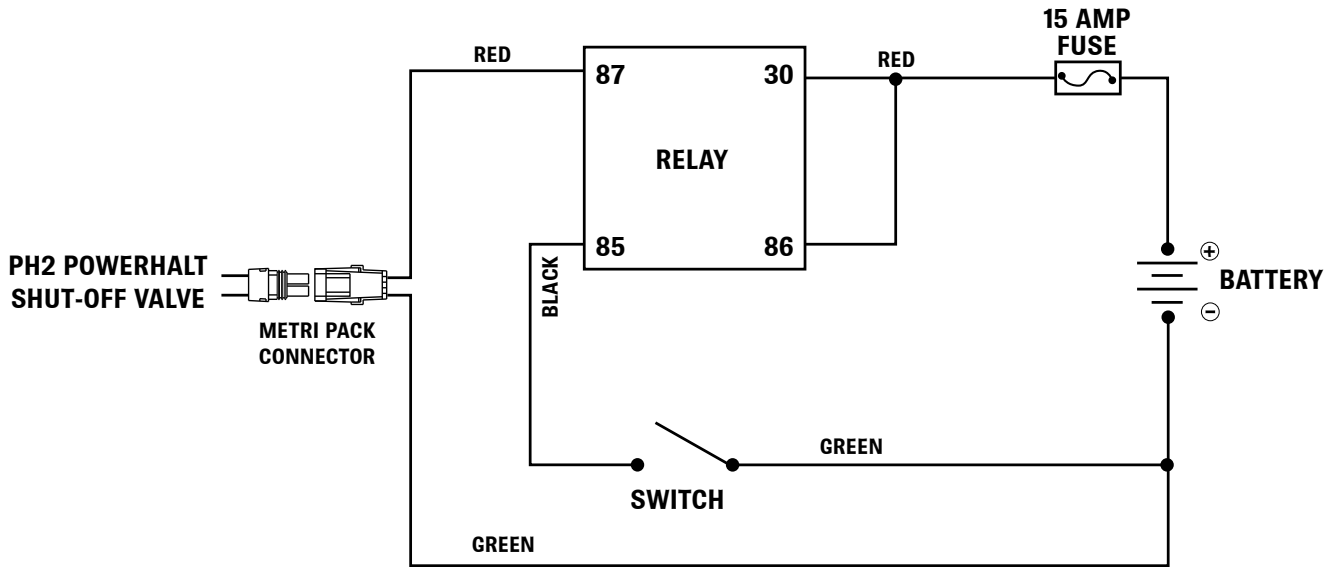 15 AMP
FUSE
RED
87
30
RED
RELAY
85
86
BLACK
PH2 POWERHALT
SHUT-OFF VALVE
METRI PACK
CONNECTOR
+
BATTERY
−
GREEN
SWITCH
GREEN